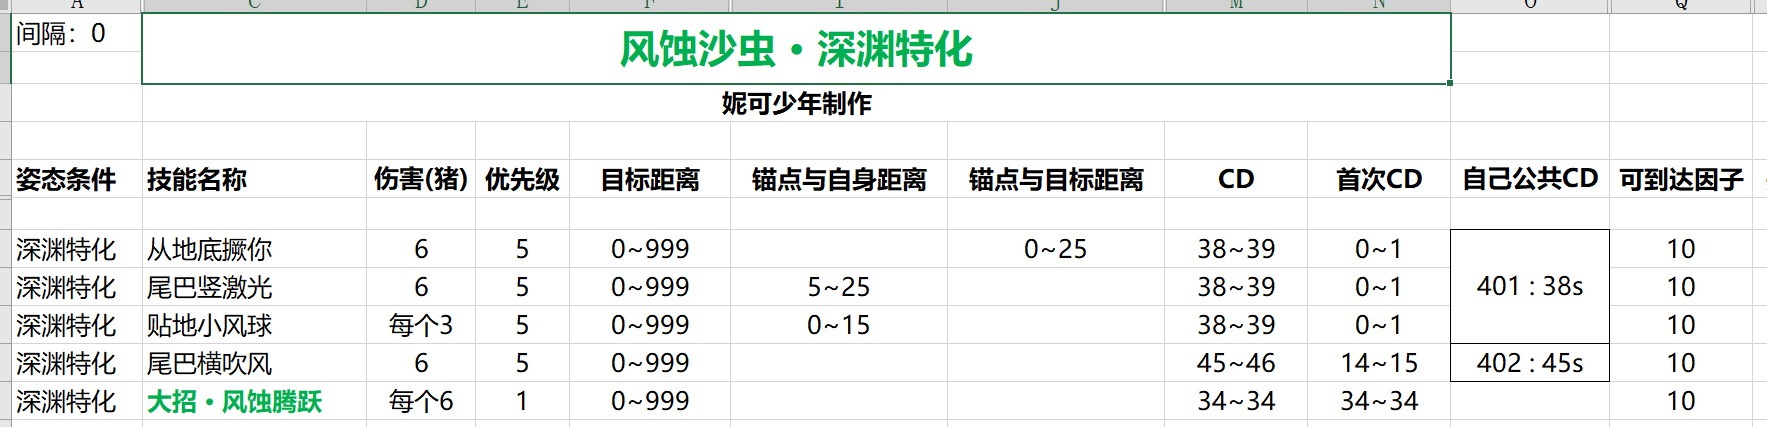 A C D E F I J M N O Q
间隔：0
风蚀沙虫·深渊特化
妮可少年制作
姿态条件 技能名称 伤害(猪) 优先级 目标距离 锚点与自身距离 锚点与目标距离 CD 首次CD 自己公共CD 可到达因子
深渊特化 从地底撅你 6 5 0~999 0~25 38~39 0~1 10
深渊特化 尾巴竖激光 6 5 0~999 5~25 38~39 0~1 401 : 38s 10
深渊特化 贴地小风球 每个3 5 0~999 0~15 38~39 0~1 10
深渊特化 尾巴横吹风 6 5 0~999 45~46 14~15 402 : 45s 10
深渊特化 大招·风蚀腾跃 每个6 1 0~999 34~34 34~34 10